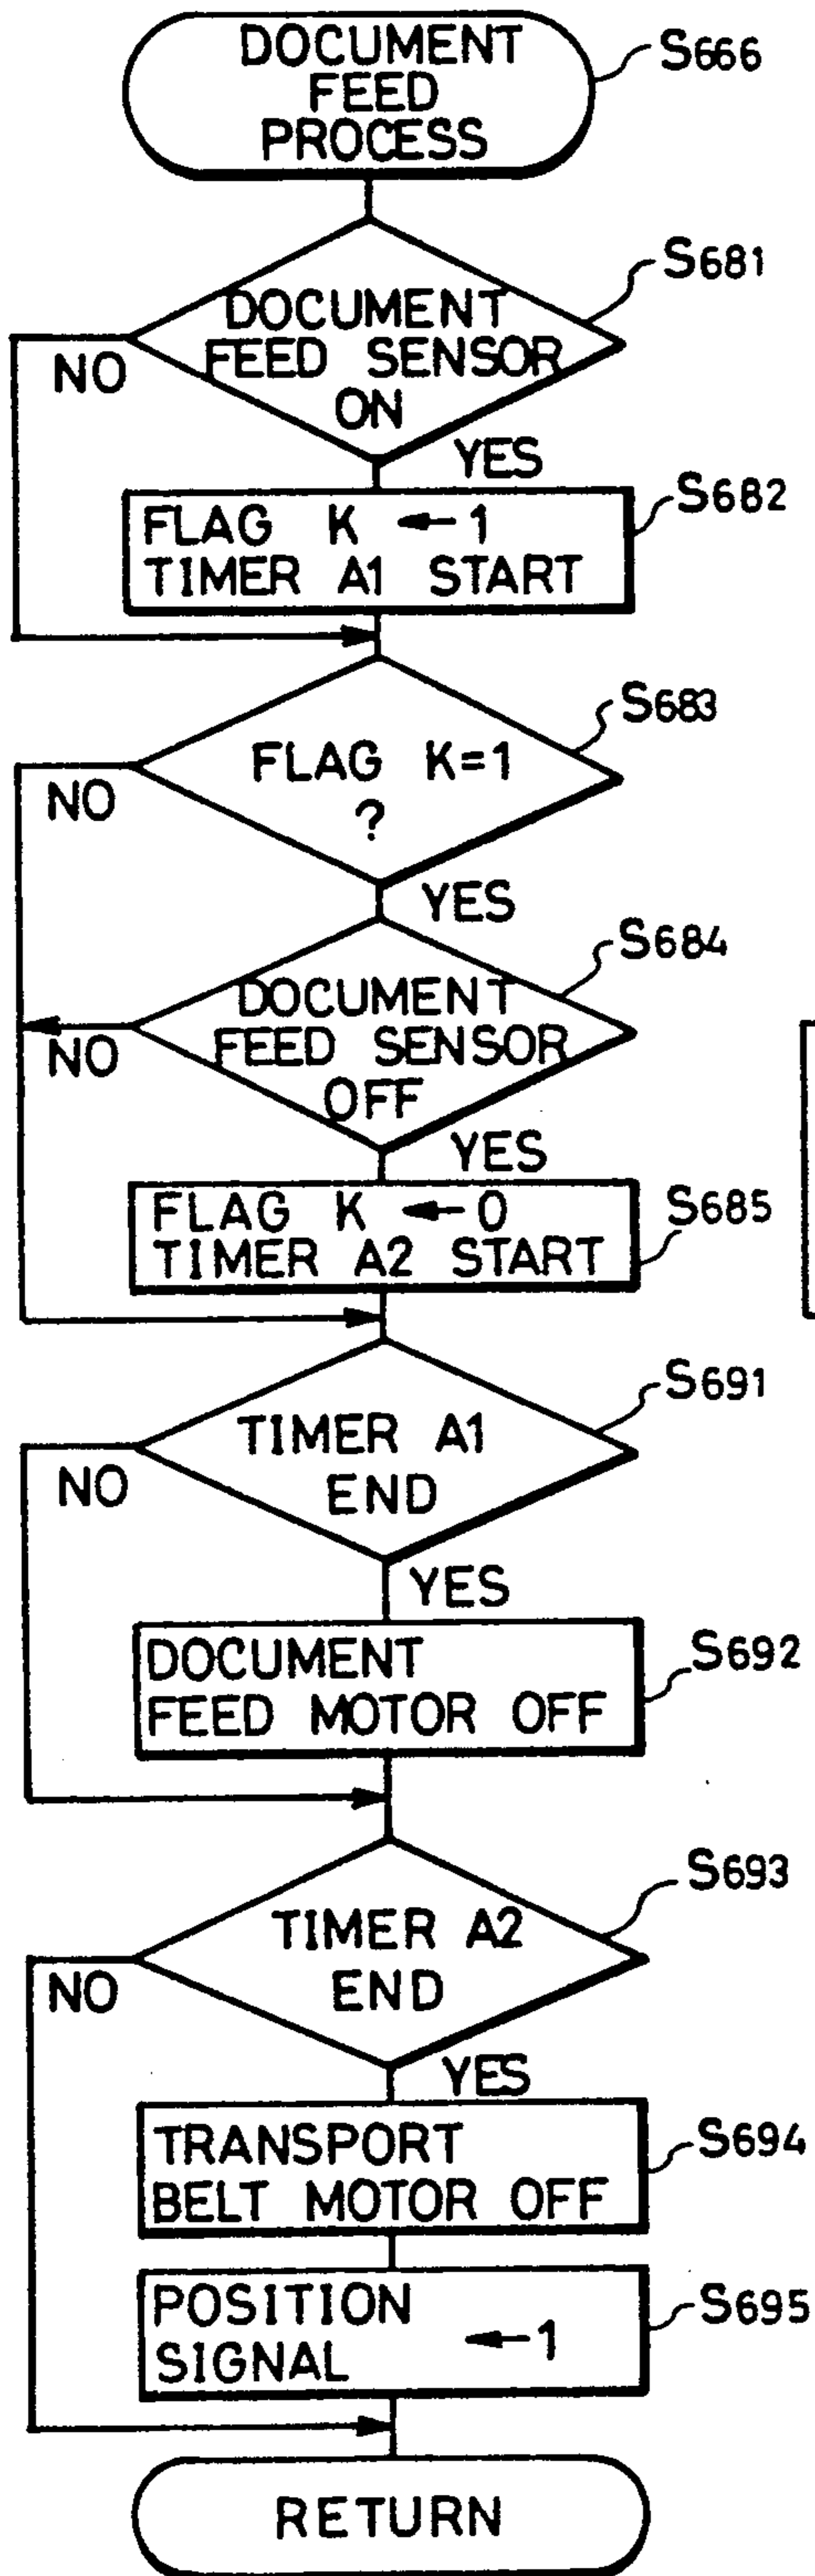 DOCUMENT
FEED
PROCESS
S666
DOCUMENT
FEED SENSOR
ON
S681
NO
YES
FLAG K ← 1
TIMER A1 START
S682
FLAG K=1
?
S683
NO
YES
DOCUMENT
FEED SENSOR
OFF
S684
NO
YES
FLAG K ← 0
TIMER A2 START
S685
TIMER A1
END
S691
NO
YES
DOCUMENT
FEED MOTOR OFF
S692
TIMER A2
END
S693
NO
YES
TRANSPORT
BELT MOTOR OFF
S694
POSITION
SIGNAL ← 1
S695
RETURN